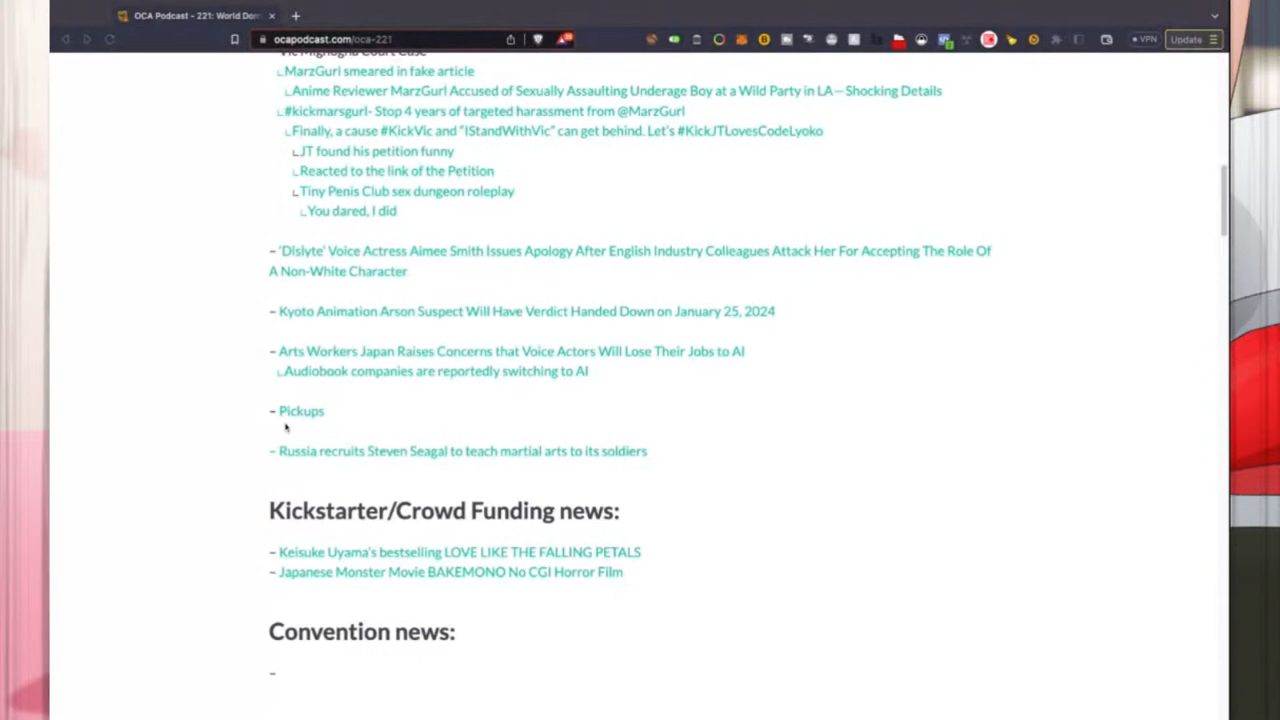 OCA Podcast - 221: World Dom
ocapodcast.com/oca-221
VPN
Update
Vic Mignogna Court Case
MarzGurl smeared in fake article
Anime Reviewer MarzGurl Accused of Sexually Assaulting Underage Boy at a Wild Party in LA—Shocking Details
#kickmarsgurl- Stop 4 years of targeted harassment from @MarzGurl
Finally, a cause #KickVic and "IStandWithVic" can get behind. Let's #KickJTLovesCodeLyoko
JT found his petition funny
Reacted to the link of the Petition
Tiny Penis Club sex dungeon roleplay
You dared, I did
– 'Dislyte' Voice Actress Aimee Smith Issues Apology After English Industry Colleagues Attack Her For Accepting The Role Of
A Non-White Character
– Kyoto Animation Arson Suspect Will Have Verdict Handed Down on January 25, 2024
– Arts Workers Japan Raises Concerns that Voice Actors Will Lose Their Jobs to AI
Audiobook companies are reportedly switching to AI
– Pickups
– Russia recruits Steven Seagal to teach martial arts to its soldiers
Kickstarter/Crowd Funding news:
– Keisuke Uyama's bestselling LOVE LIKE THE FALLING PETALS
– Japanese Monster Movie BAKEMONO No CGI Horror Film
Convention news:
–